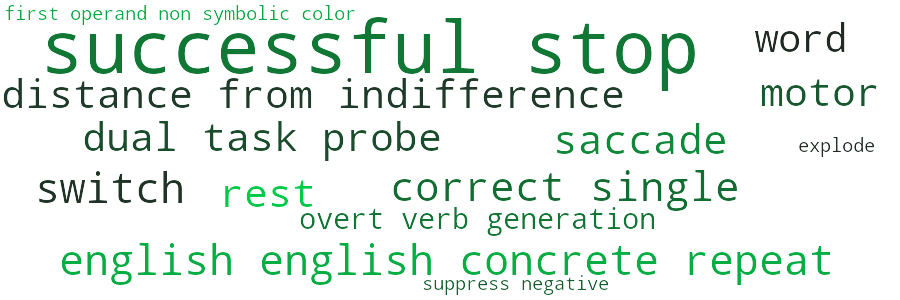 first operand non symbolic color
successful stop
word
distance from indifference
motor
dual task probe
saccade
explode
switch
rest
correct single
overt verb generation
english english concrete repeat
suppress negative